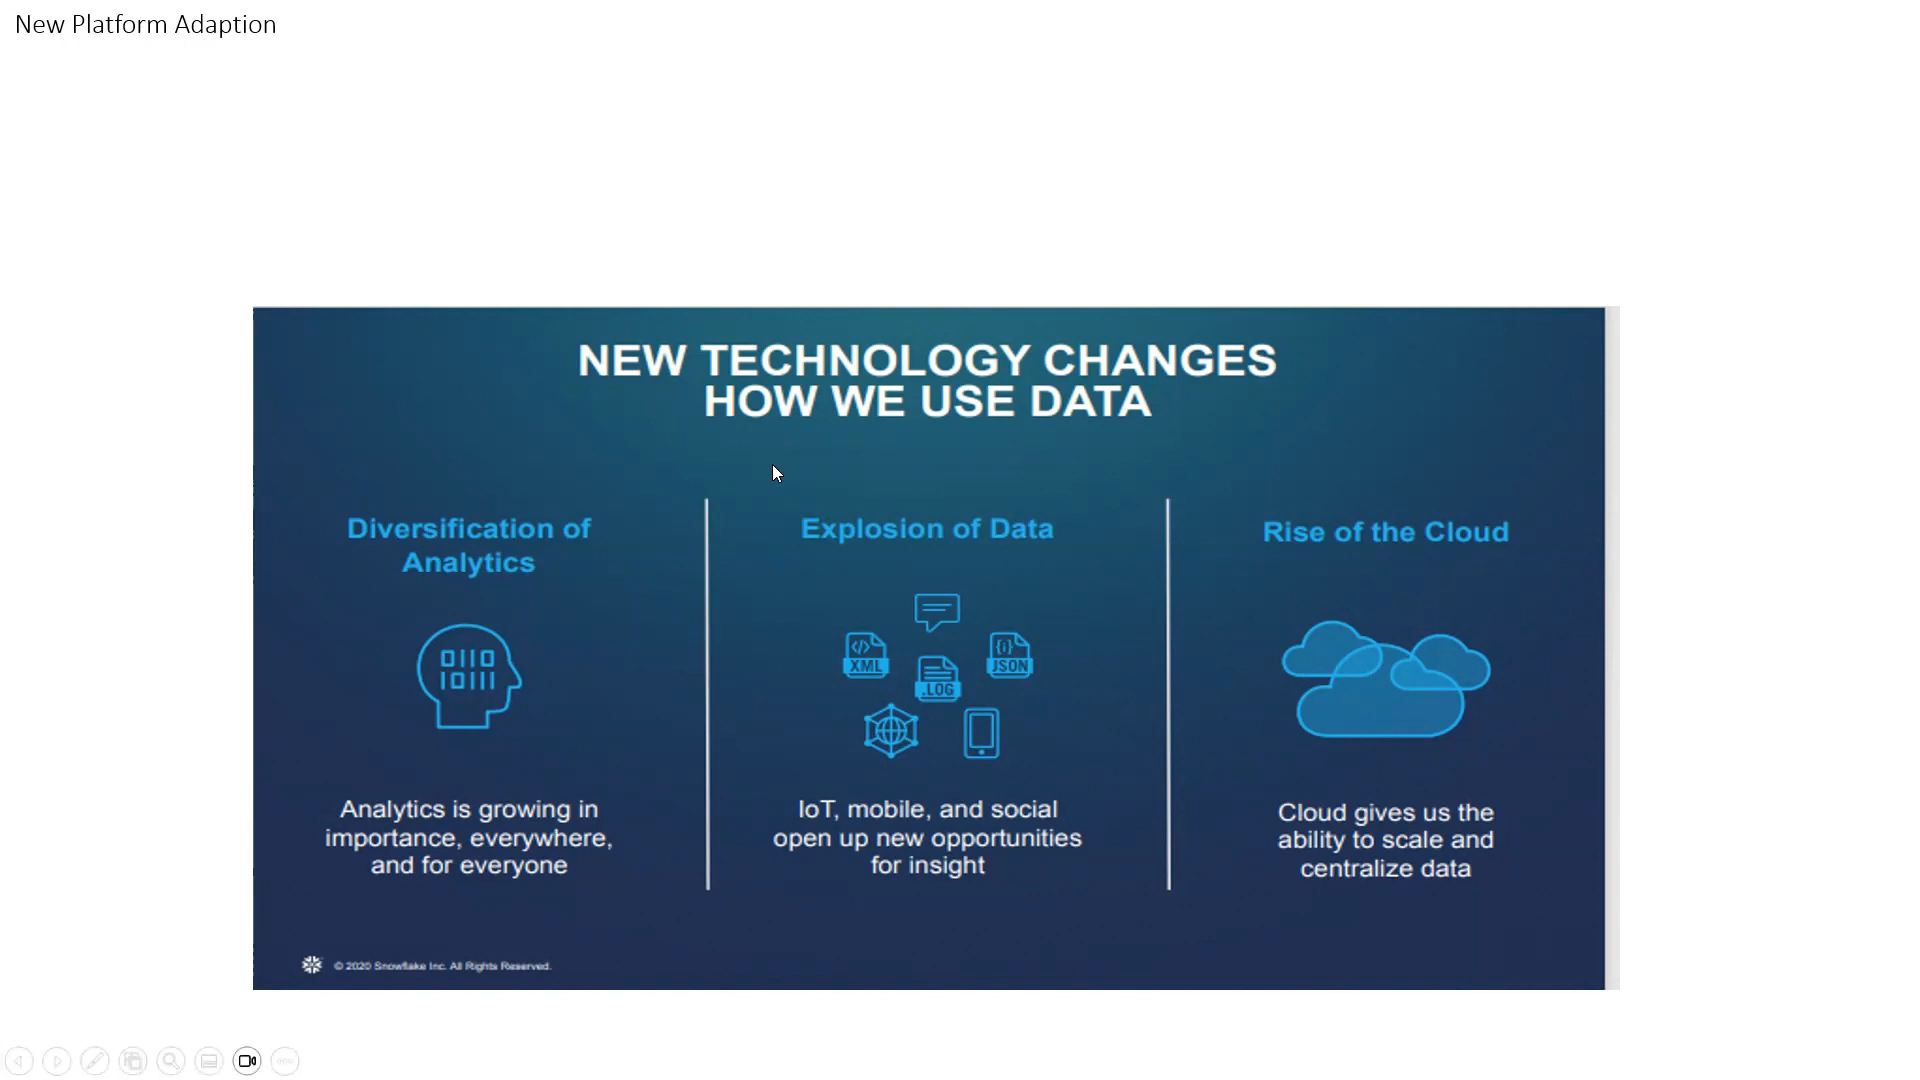 New Platform Adaption
NEW TECHNOLOGY CHANGES
HOW WE USE DATA
Diversification of
Analytics
0110
10111
Analytics is growing in
importance, everywhere,
and for everyone
Explosion of Data
</> XML
{i} JSON
.LOG
IoT, mobile, and social
open up new opportunities
for insight
Rise of the Cloud
Cloud gives us the
ability to scale and
centralize data
© 2020 Snowflake Inc. All Rights Reserved.